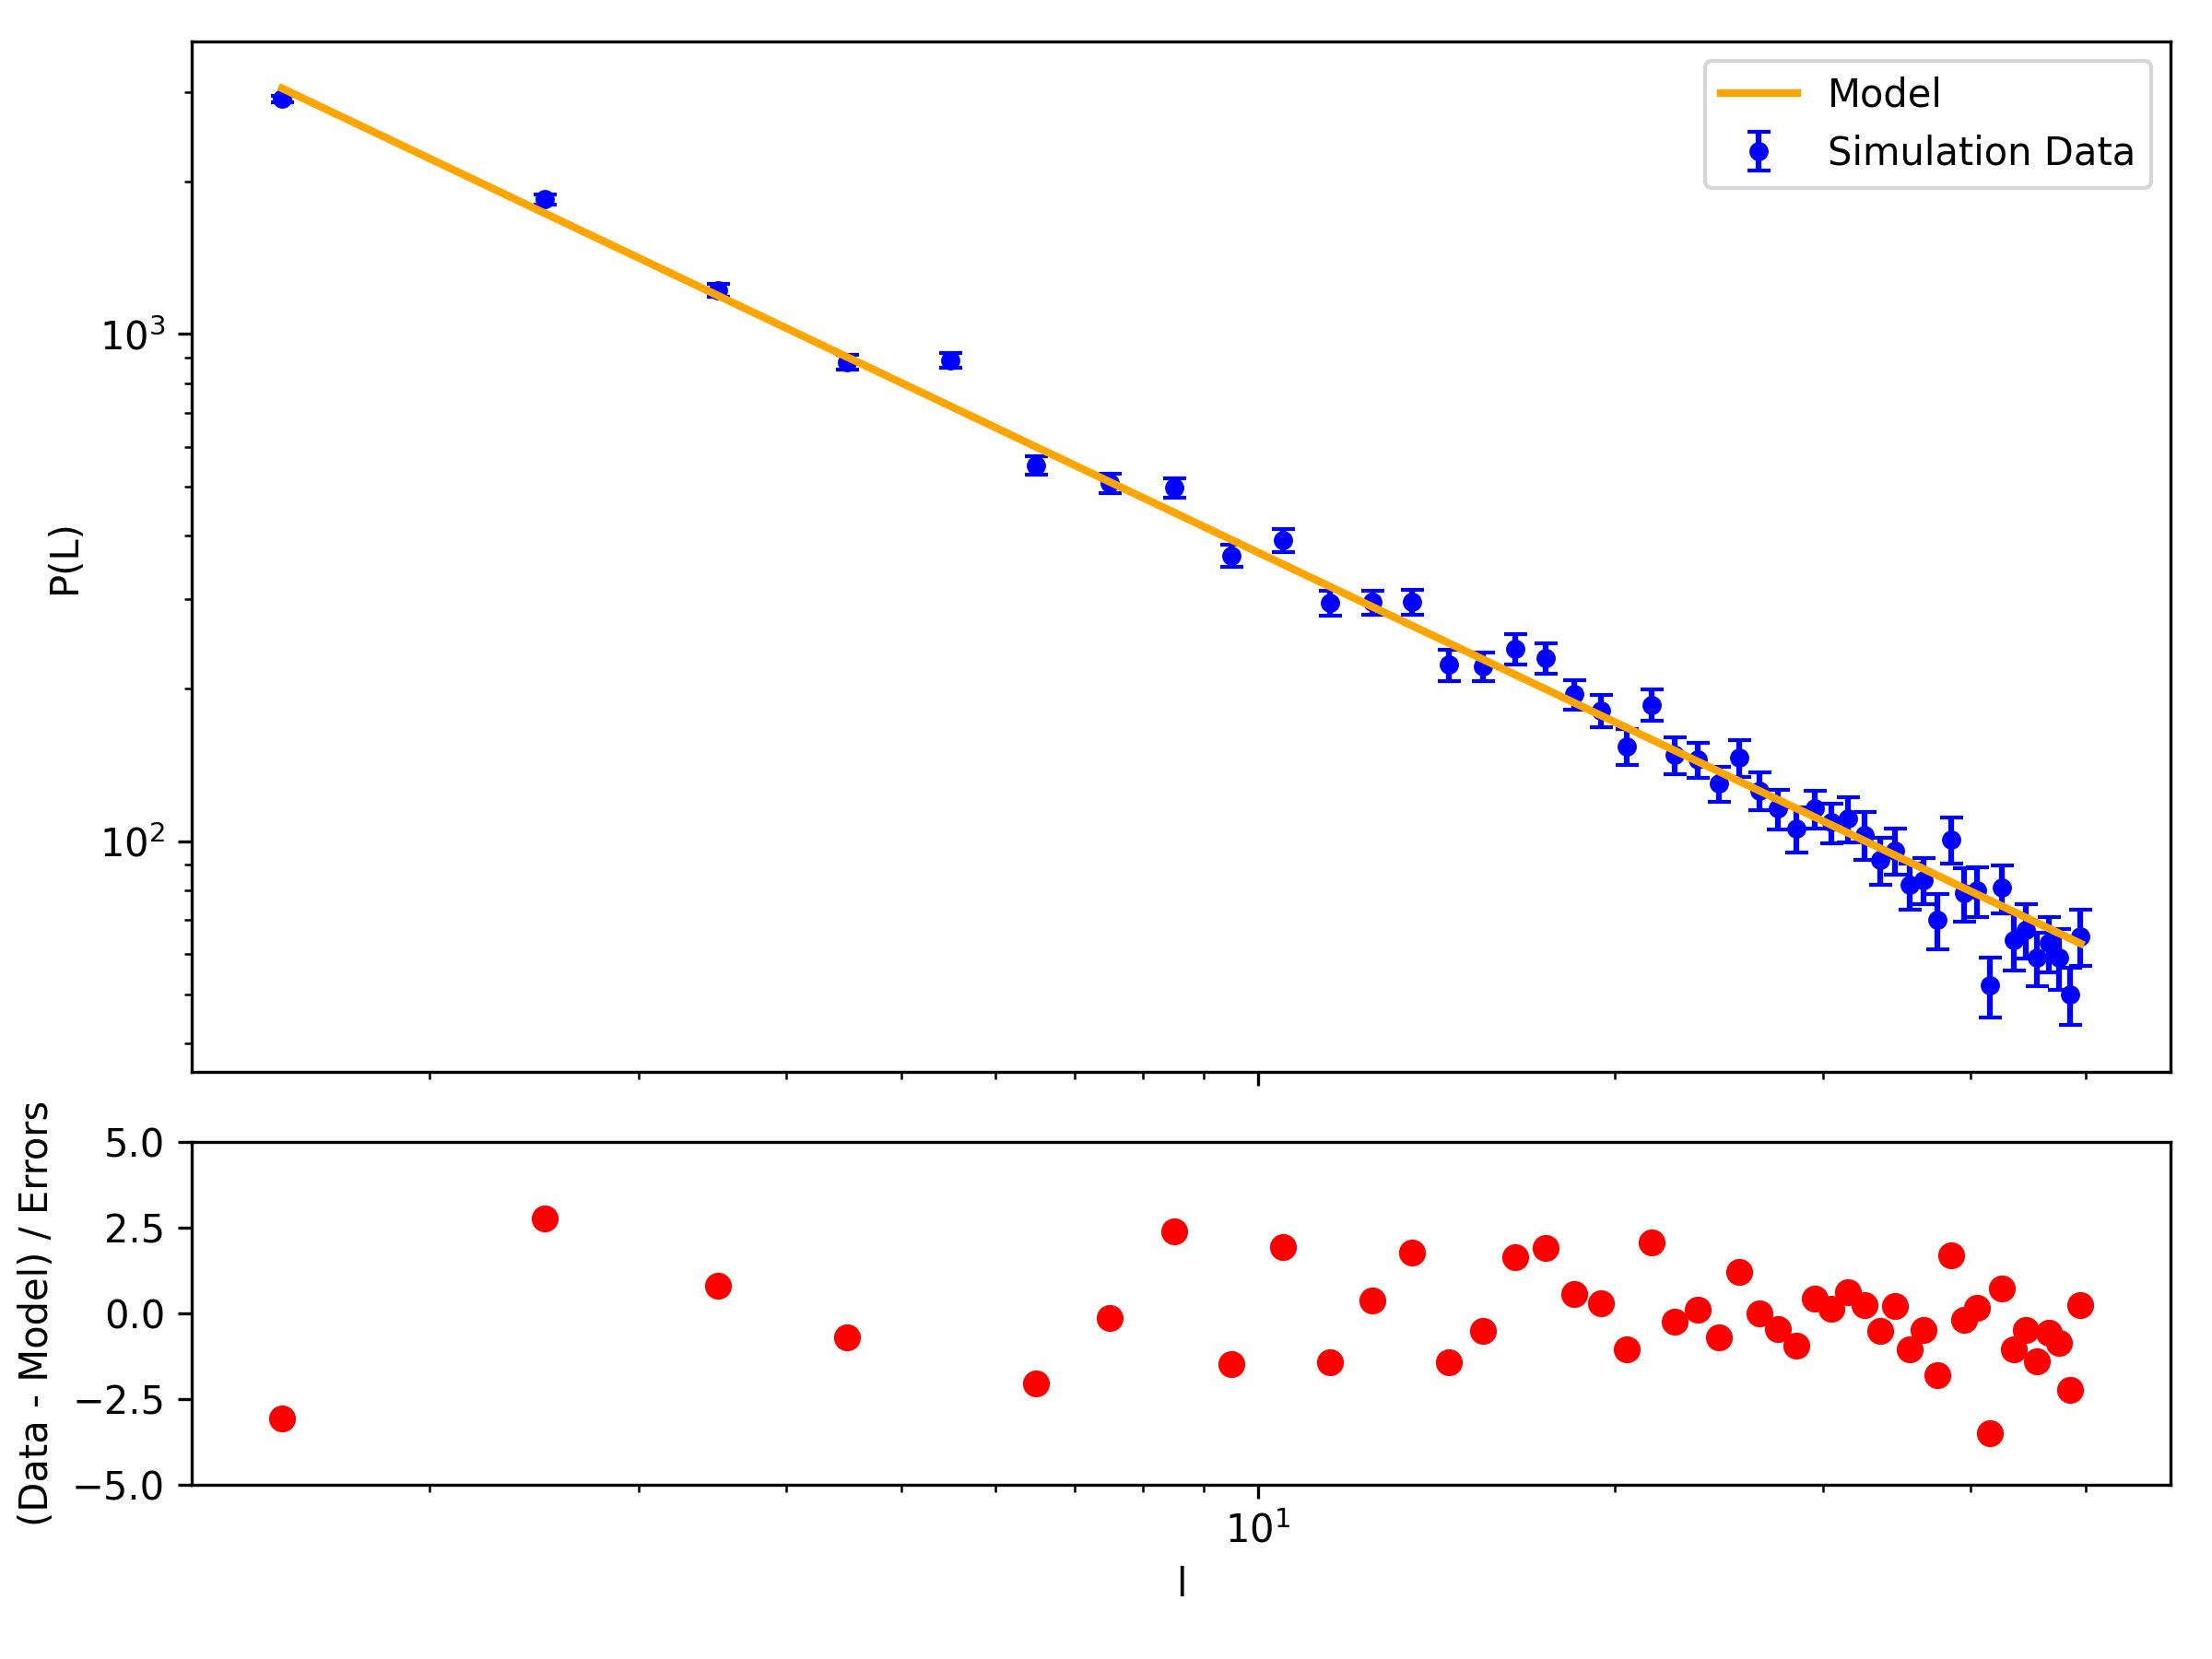 Model
Simulation Data
P(L)
10³
10²
(Data - Model) / Errors
5.0
2.5
0.0
−2.5
−5.0
10¹
l